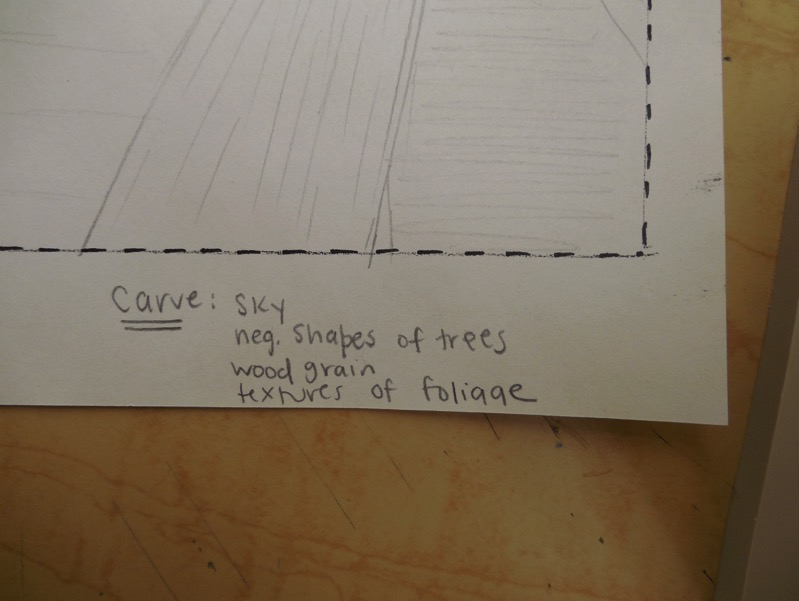 Carve: sky
neg. shapes of trees
wood grain
textures of foliage